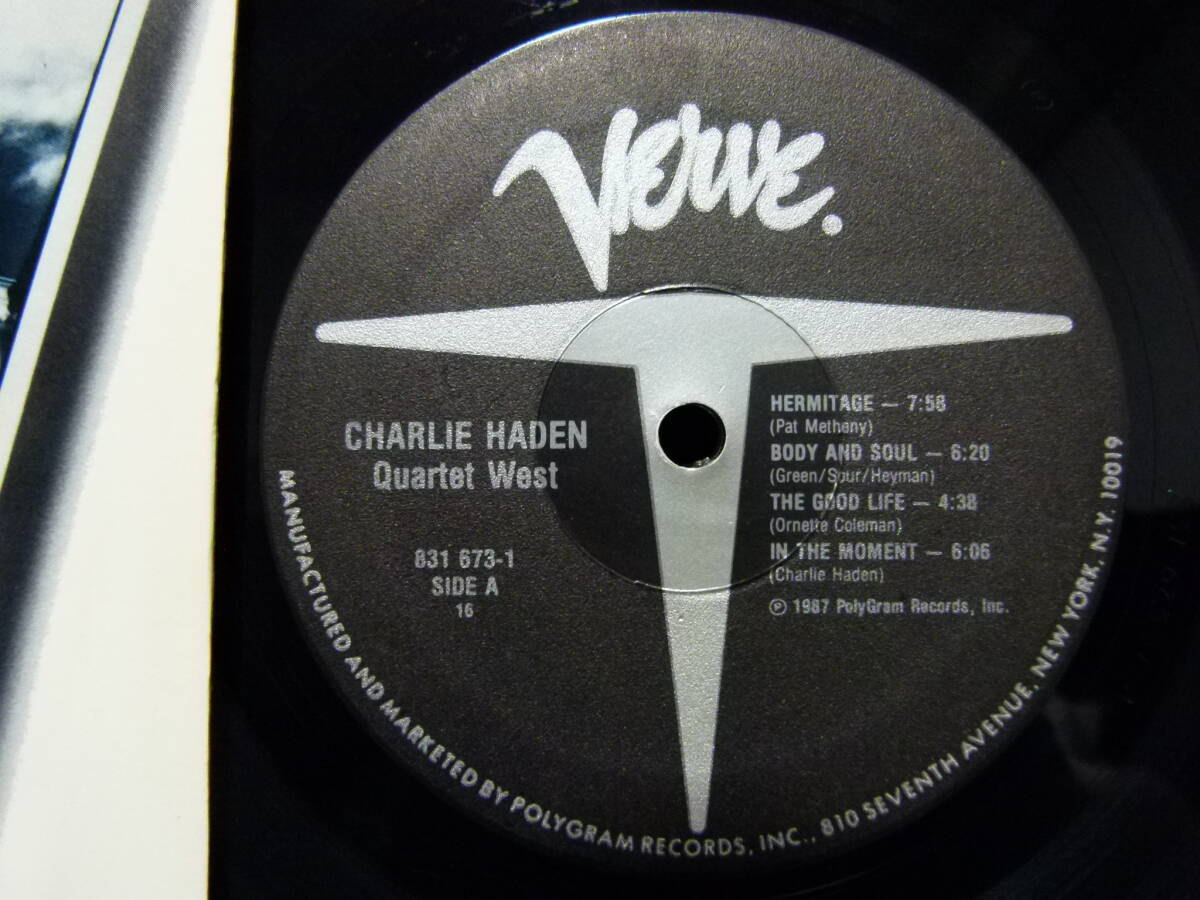 Verve.
CHARLIE HADEN
Quartet West
831 673-1
SIDE A
16
HERMITAGE — 7:58
(Pat Metheny)
BODY AND SOUL — 6:20
(Green/Sour/Heyman)
THE GOOD LIFE — 4:38
(Ornette Coleman)
IN THE MOMENT — 6:06
(Charlie Haden)
℗ 1987 PolyGram Records, Inc.
MANUFACTURED AND MARKETED BY POLYGRAM RECORDS, INC., 810 SEVENTH AVENUE, NEW YORK, N.Y. 10019